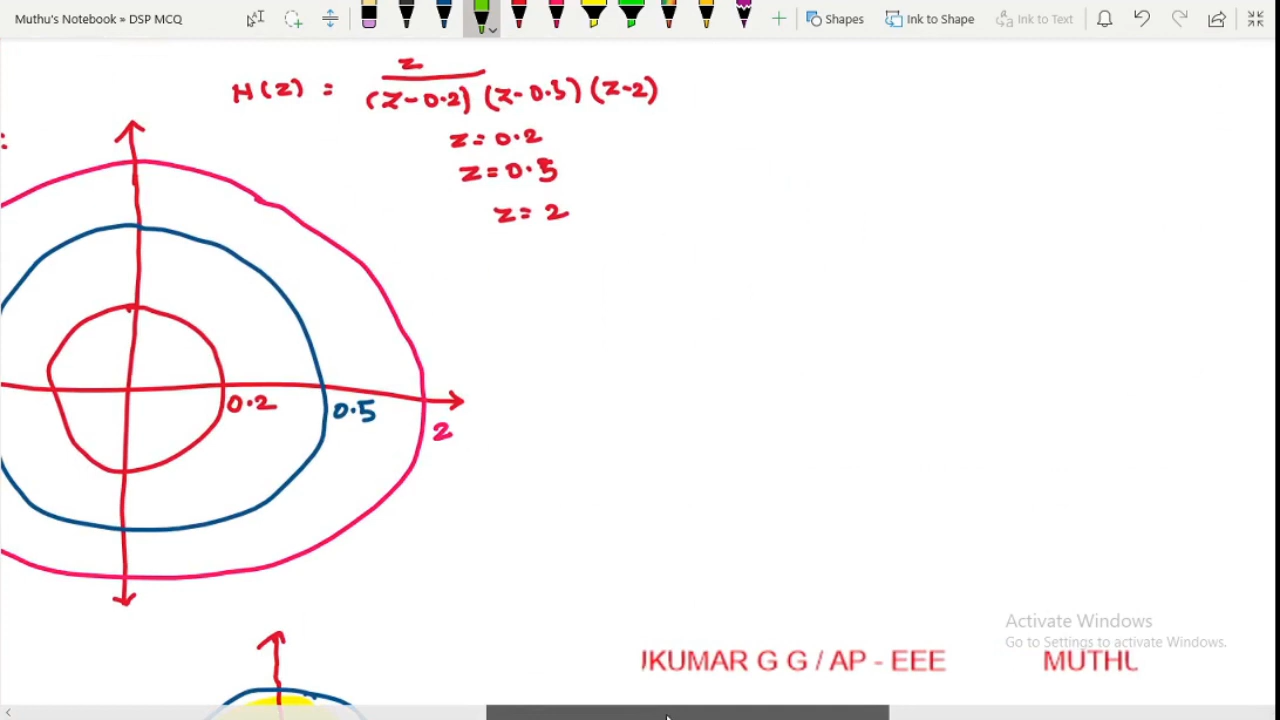 Muthu's Notebook » DSP MCQ
Shapes
Ink to Shape
Ink to Text
z
H(z) = (z-0.2) (z-0.5) (z-2)
z=0.2
z=0.5
z= 2
:
0.2
0.5
2
Activate Windows
Go to Settings to activate Windows.
JKUMAR G G / AP - EEE
MUTHU